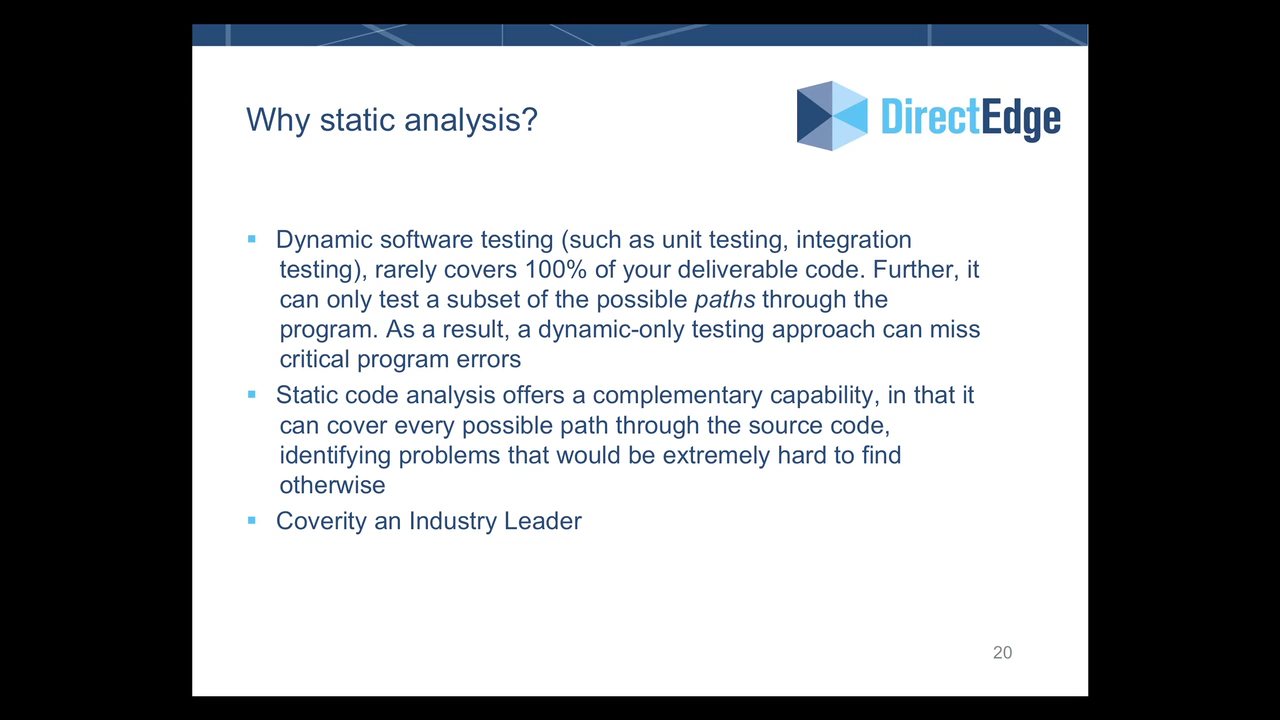 Why static analysis?
DirectEdge
▪ Dynamic software testing (such as unit testing, integration
testing), rarely covers 100% of your deliverable code. Further, it
can only test a subset of the possible paths through the
program. As a result, a dynamic-only testing approach can miss
critical program errors
▪ Static code analysis offers a complementary capability, in that it
can cover every possible path through the source code,
identifying problems that would be extremely hard to find
otherwise
▪ Coverity an Industry Leader
20